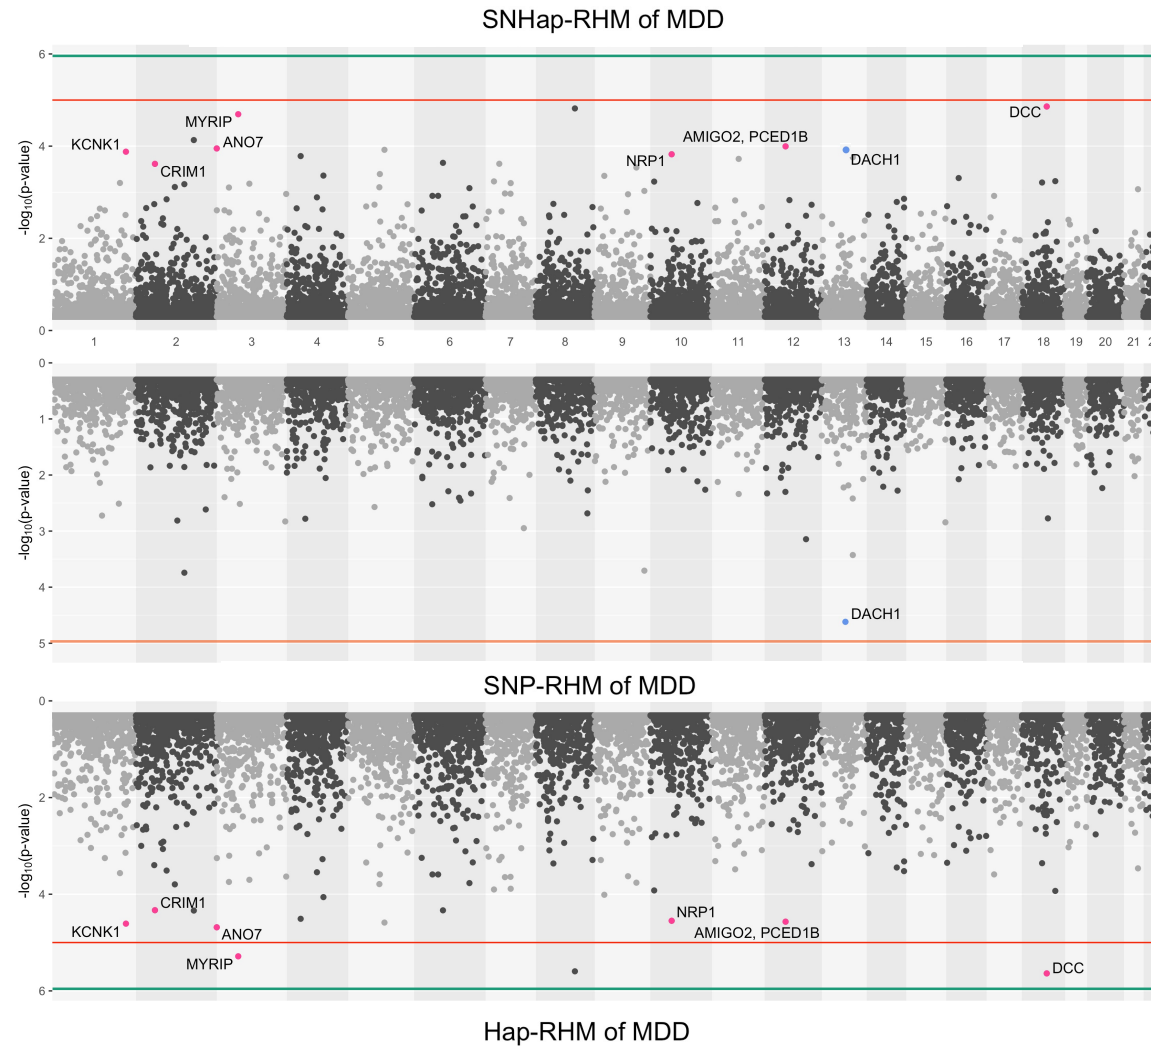 SNHap-RHM of MDD
6
DCC
MYRIP
AMIGO2, PCED1B
KCNK1
ANO7
4
NRP1
DACH1
CRIM1
-log10(p-value)
2
0
1 2 3 4 5 6 7 8 9 10 11 12 13 14 15 16 17 18 19 20 21 2
0
1
2
-log10(p-value)
3
4
DACH1
5
SNP-RHM of MDD
0
2
-log10(p-value)
4
CRIM1
NRP1
KCNK1
ANO7
AMIGO2, PCED1B
MYRIP
DCC
6
Hap-RHM of MDD